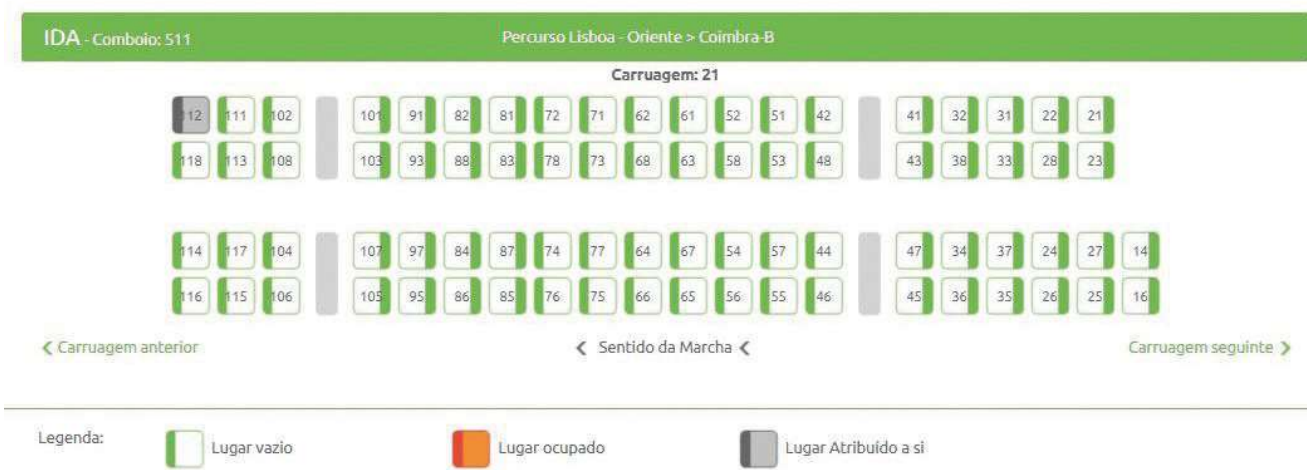 IDA - Comboio: 511 Percurso Lisboa - Oriente > Coimbra-B
Carruagem: 21
112 111 102 101 91 82 81 72 71 62 61 52 51 42 41 32 31 22 21
118 113 108 103 93 88 83 78 73 68 63 58 53 48 43 38 33 28 23
114 117 104 107 97 84 87 74 77 64 67 54 57 44 47 34 37 24 27 14
116 115 106 105 95 86 85 76 75 66 65 56 55 46 45 36 35 26 25 16
< Carruagem anterior < Sentido da Marcha < Carruagem seguinte >
Legenda: Lugar vazio Lugar ocupado Lugar Atribuído a si